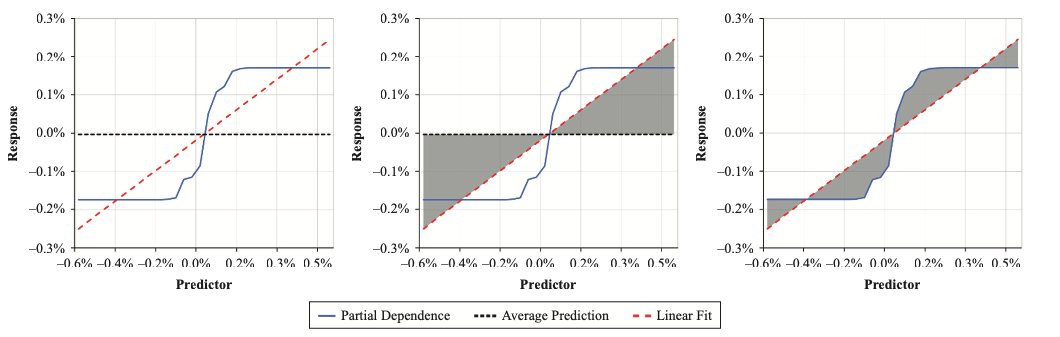 0.3%
0.2%
0.1%
0.0%
–0.1%
–0.2%
–0.3%
Response
–0.6% –0.4% –0.2% 0.0% 0.2% 0.3% 0.5%
Predictor
0.3%
0.2%
0.1%
0.0%
–0.1%
–0.2%
–0.3%
Response
–0.6% –0.4% –0.2% 0.0% 0.2% 0.3% 0.5%
Predictor
0.3%
0.2%
0.1%
0.0%
–0.1%
–0.2%
–0.3%
Response
–0.6% –0.4% –0.2% 0.0% 0.2% 0.3% 0.5%
Predictor
Partial Dependence Average Prediction Linear Fit